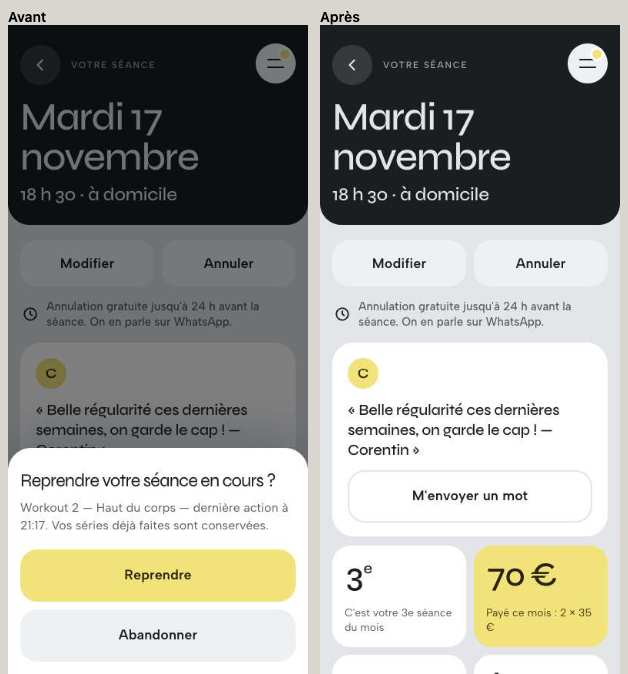 Avant
VOTRE SÉANCE
Mardi 17
novembre
18 h 30 · à domicile
Modifier
Annuler
Annulation gratuite jusqu'à 24 h avant la
séance. On en parle sur WhatsApp.
C
« Belle régularité ces dernières
semaines, on garde le cap ! —
Corentin »
Reprendre votre séance en cours ?
Workout 2 — Haut du corps — dernière action à
21:17. Vos séries déjà faites sont conservées.
Reprendre
Abandonner
Après
VOTRE SÉANCE
Mardi 17
novembre
18 h 30 · à domicile
Modifier
Annuler
Annulation gratuite jusqu'à 24 h avant la
séance. On en parle sur WhatsApp.
C
« Belle régularité ces dernières
semaines, on garde le cap ! —
Corentin »
M'envoyer un mot
3e
C'est votre 3e séance
du mois
70 €
Payé ce mois : 2 × 35
€